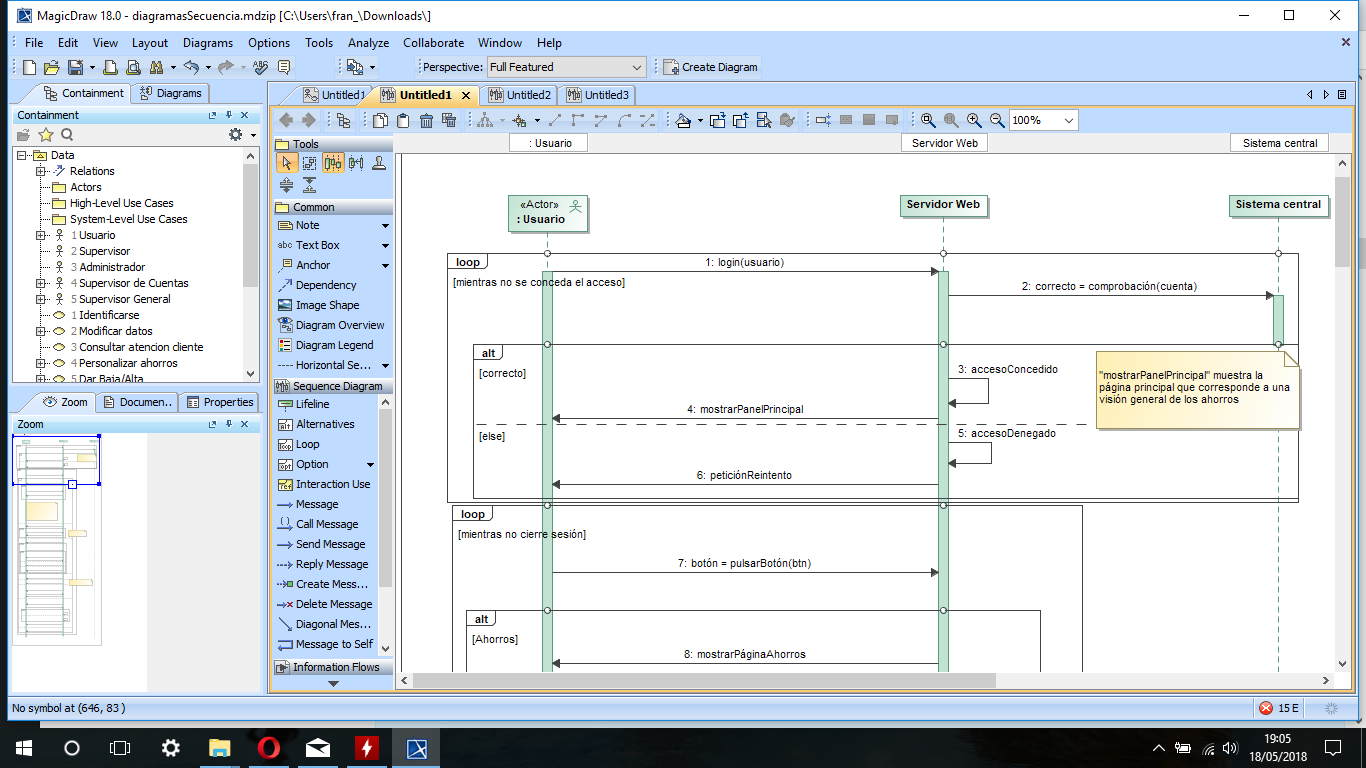 MagicDraw 18.0 - diagramasSecuencia.mdzip [C:\Users\fran_\Downloads\]
File Edit View Layout Diagrams Options Tools Analyze Collaborate Window Help
Perspective: Full Featured Create Diagram
Containment Diagrams
Containment
Data
Relations
Actors
High-Level Use Cases
System-Level Use Cases
1 Usuario
2 Supervisor
3 Administrador
4 Supervisor de Cuentas
5 Supervisor General
1 Identificarse
2 Modificar datos
3 Consultar atencion cliente
4 Personalizar ahorros
5 Dar Baja/Alta
Zoom Documen... Properties
Zoom
Untitled1 Untitled1 Untitled2 Untitled3
100%
Tools
Common
Note
abc Text Box
Anchor
Dependency
Image Shape
Diagram Overview
Diagram Legend
Horizontal Se...
Sequence Diagram
Lifeline
Alternatives
Loop
Option
Interaction Use
Message
Call Message
Send Message
Reply Message
Create Mess...
Delete Message
Diagonal Mes...
Message to Self
Information Flows
: Usuario Servidor Web Sistema central
«Actor»
: Usuario
Servidor Web
Sistema central
loop
[mientras no se conceda el acceso]
1: login(usuario)
2: correcto = comprobación(cuenta)
alt
[correcto]
3: accesoConcedido
4: mostrarPanelPrincipal
"mostrarPanelPrincipal" muestra la
página principal que corresponde a una
visión general de los ahorros
[else]
5: accesoDenegado
6: peticiónReintento
loop
[mientras no cierre sesión]
7: botón = pulsarBotón(btn)
alt
[Ahorros]
8: mostrarPáginaAhorros
No symbol at (646, 83 )
15 E
19:05
18/05/2018